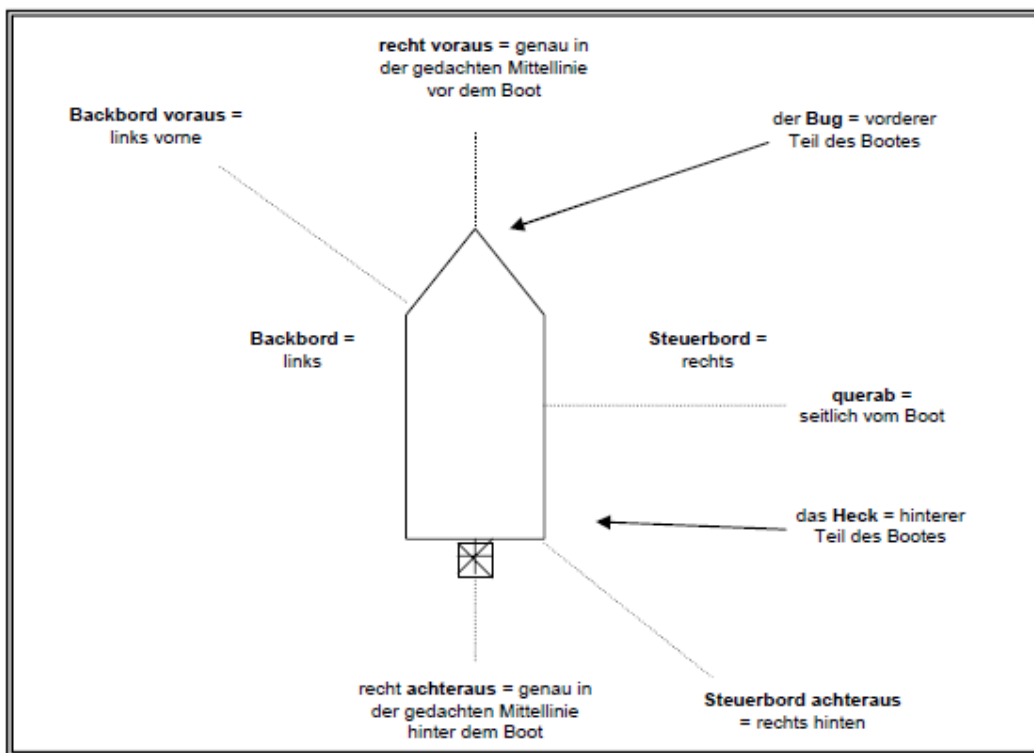 recht voraus = genau in
der gedachten Mittellinie
vor dem Boot
Backbord voraus =
links vorne
der Bug = vorderer
Teil des Bootes
Backbord =
links
Steuerbord =
rechts
querab =
seitlich vom Boot
das Heck = hinterer
Teil des Bootes
recht achteraus = genau in
der gedachten Mittellinie
hinter dem Boot
Steuerbord achteraus
= rechts hinten